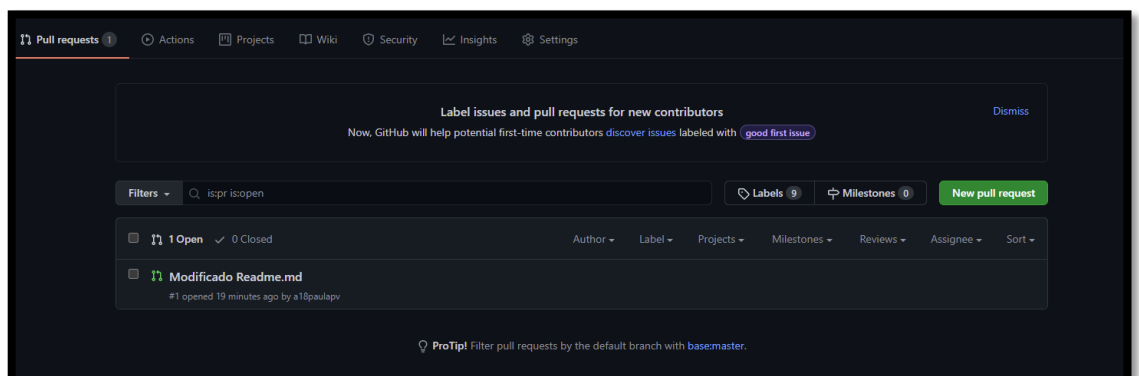 Pull requests 1 Actions Projects Wiki Security Insights Settings
Label issues and pull requests for new contributors Dismiss
Now, GitHub will help potential first-time contributors discover issues labeled with good first issue
Filters is:pr is:open Labels 9 Milestones 0 New pull request
1 Open 0 Closed Author Label Projects Milestones Reviews Assignee Sort
Modificado Readme.md
#1 opened 19 minutes ago by a18paulapv
ProTip! Filter pull requests by the default branch with base:master.